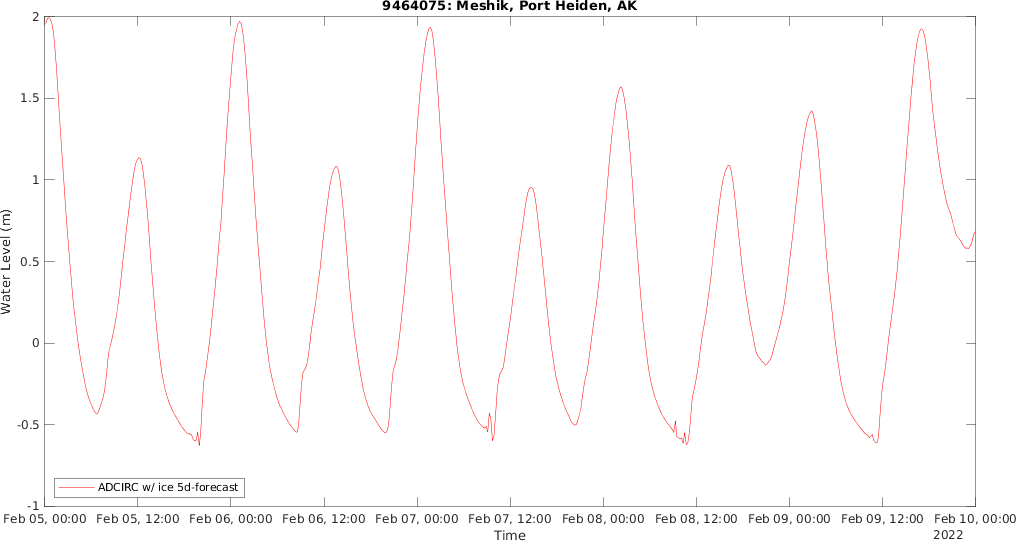 9464075: Meshik, Port Heiden, AK
2
1.5
1
0.5
0
-0.5
-1
Water Level (m)
ADCIRC w/ ice 5d-forecast
Feb 05, 00:00 Feb 05, 12:00 Feb 06, 00:00 Feb 06, 12:00 Feb 07, 00:00 Feb 07, 12:00 Feb 08, 00:00 Feb 08, 12:00 Feb 09, 00:00 Feb 09, 12:00 Feb 10, 00:00
Time
2022